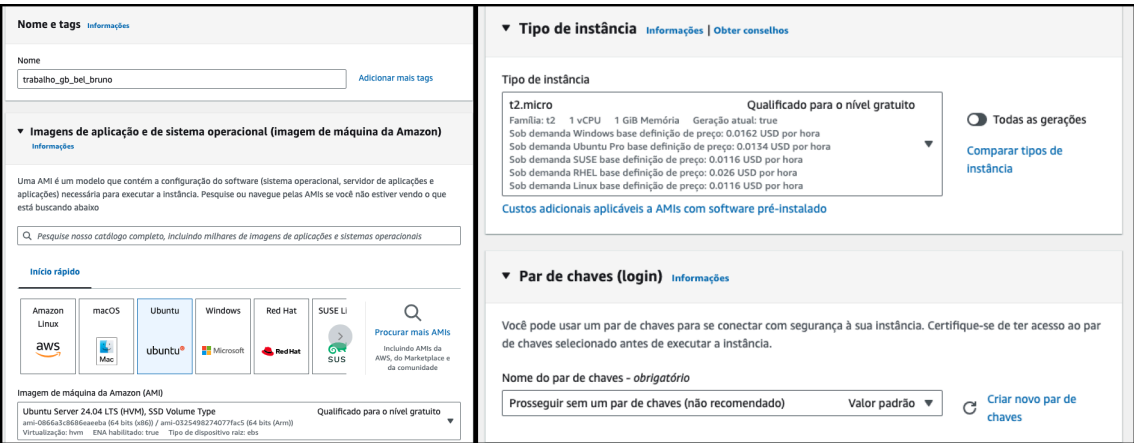 Nome e tags Informações
Nome
trabalho_gb_bel_bruno
Adicionar mais tags
▼ Imagens de aplicação e de sistema operacional (imagem de máquina da Amazon)
Informações
Uma AMI é um modelo que contém a configuração do software (sistema operacional, servidor de aplicações e
aplicações) necessária para executar a instância. Pesquise ou navegue pelas AMIs se você não estiver vendo o que
está buscando abaixo
Pesquise nosso catálogo completo, incluindo milhares de imagens de aplicações e sistemas operacionais
Início rápido
Amazon
Linux
aws
macOS
Mac
Ubuntu
ubuntu®
Windows
Microsoft
Red Hat
Red Hat
SUSE Li
SUS
Procurar mais AMIs
Incluindo AMIs da
AWS, do Marketplace e
da comunidade
Imagem de máquina da Amazon (AMI)
Ubuntu Server 24.04 LTS (HVM), SSD Volume Type Qualificado para o nível gratuito
ami-0866a3c8686eaeeba (64 bits (x86)) / ami-0325498274077fac5 (64 bits (Arm))
Virtualização: hvm ENA habilitado: true Tipo de dispositivo raiz: ebs
▼ Tipo de instância Informações | Obter conselhos
Tipo de instância
t2.micro Qualificado para o nível gratuito
Família: t2 1 vCPU 1 GiB Memória Geração atual: true
Sob demanda Windows base definição de preço: 0.0162 USD por hora
Sob demanda Ubuntu Pro base definição de preço: 0.0134 USD por hora
Sob demanda SUSE base definição de preço: 0.0116 USD por hora
Sob demanda RHEL base definição de preço: 0.026 USD por hora
Sob demanda Linux base definição de preço: 0.0116 USD por hora
Todas as gerações
Comparar tipos de
instância
Custos adicionais aplicáveis a AMIs com software pré-instalado
▼ Par de chaves (login) Informações
Você pode usar um par de chaves para se conectar com segurança à sua instância. Certifique-se de ter acesso ao par
de chaves selecionado antes de executar a instância.
Nome do par de chaves - obrigatório
Prosseguir sem um par de chaves (não recomendado) Valor padrão ▼
Criar novo par de
chaves